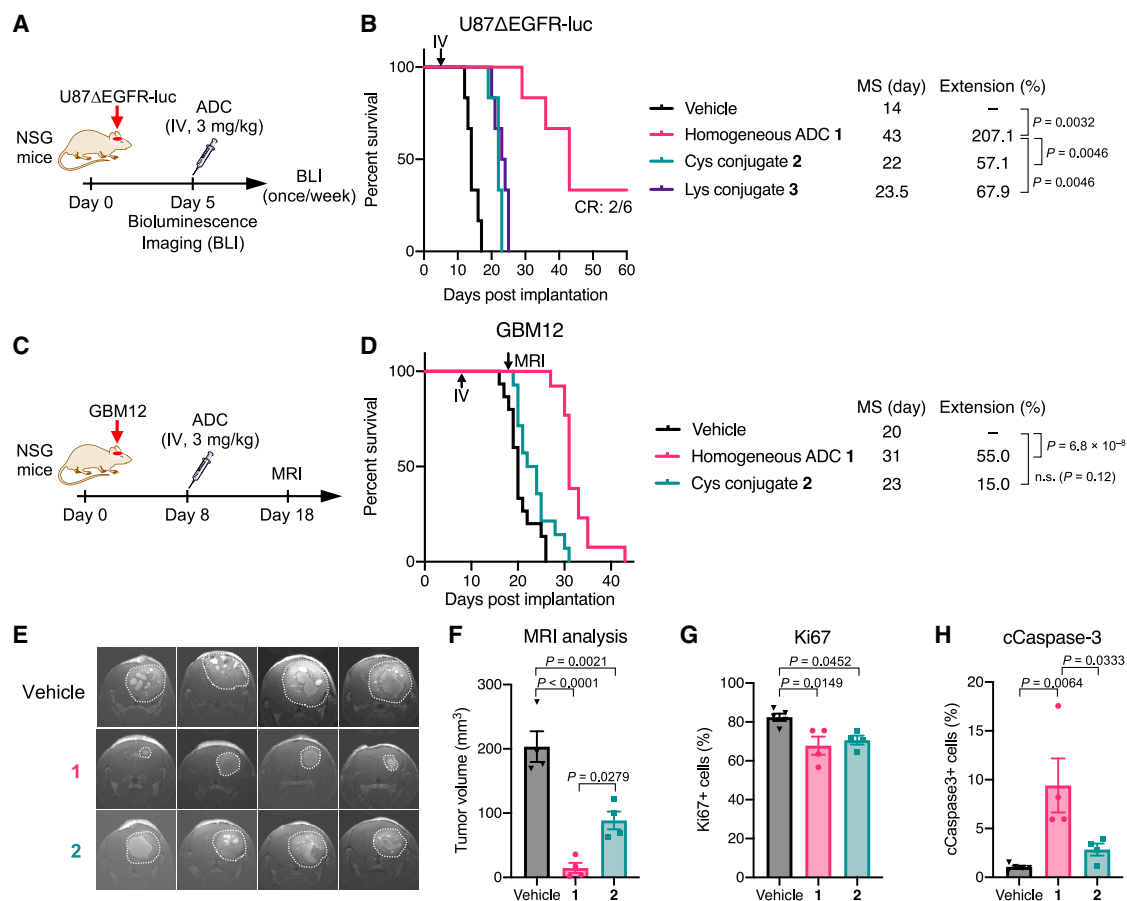 A
U87ΔEGFR-luc
ADC
(IV, 3 mg/kg)
NSG
mice
BLI
(once/week)
Day 0
Day 5
Bioluminescence
Imaging (BLI)
B
U87ΔEGFR-luc
IV
100
50
0
Percent survival
CR: 2/6
0 10 20 30 40 50 60
Days post implantation
MS (day) Extension (%)
Vehicle 14 –
Homogeneous ADC 1 43 207.1
Cys conjugate 2 22 57.1
Lys conjugate 3 23.5 67.9
P = 0.0032
P = 0.0046
P = 0.0046
C
GBM12
ADC
(IV, 3 mg/kg)
NSG
mice
MRI
Day 0
Day 8
Day 18
D
GBM12
MRI
IV
100
50
0
Percent survival
0 10 20 30 40
Days post implantation
MS (day) Extension (%)
Vehicle 20 –
Homogeneous ADC 1 31 55.0
Cys conjugate 2 23 15.0
P = 6.8 × 10⁻⁸
n.s. (P = 0.12)
E
Vehicle
1
2
F
MRI analysis
P = 0.0021
P < 0.0001
P = 0.0279
300
200
100
0
Tumor volume (mm³)
Vehicle 1 2
G
Ki67
P = 0.0452
P = 0.0149
100
80
60
40
20
0
Ki67+ cells (%)
Vehicle 1 2
H
cCaspase-3
P = 0.0333
P = 0.0064
20
15
10
5
0
cCaspase3+ cells (%)
Vehicle 1 2